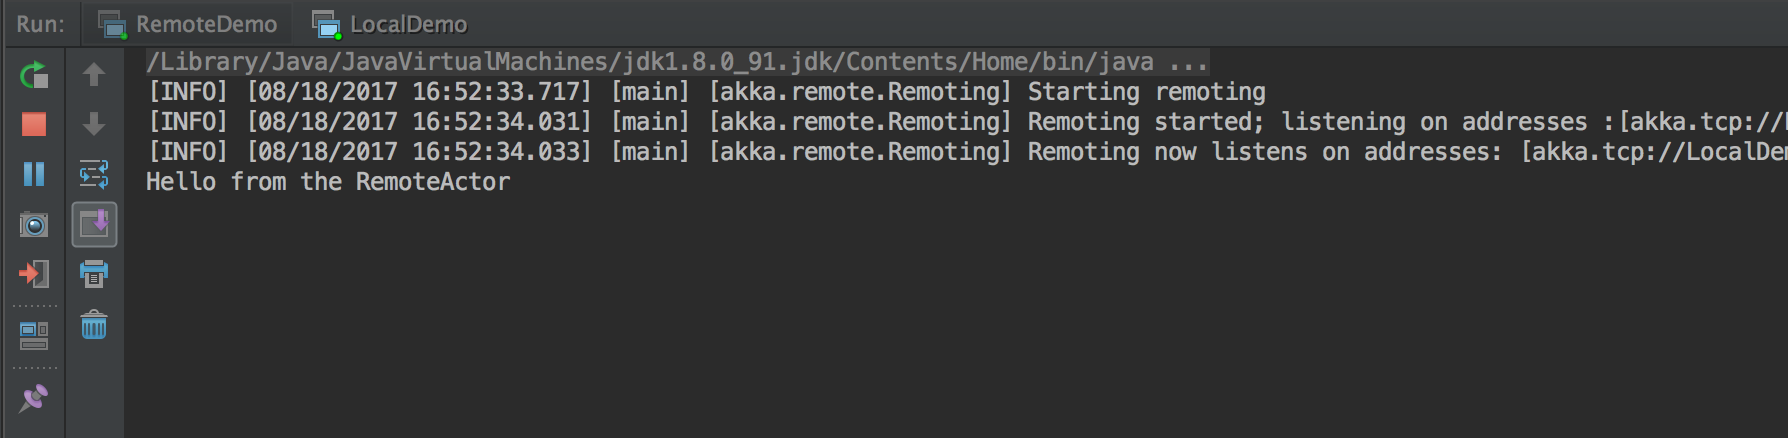 Run: RemoteDemo LocalDemo
/Library/Java/JavaVirtualMachines/jdk1.8.0_91.jdk/Contents/Home/bin/java ...
[INFO] [08/18/2017 16:52:33.717] [main] [akka.remote.Remoting] Starting remoting
[INFO] [08/18/2017 16:52:34.031] [main] [akka.remote.Remoting] Remoting started; listening on addresses :[akka.tcp://
[INFO] [08/18/2017 16:52:34.033] [main] [akka.remote.Remoting] Remoting now listens on addresses: [akka.tcp://LocalDe
Hello from the RemoteActor